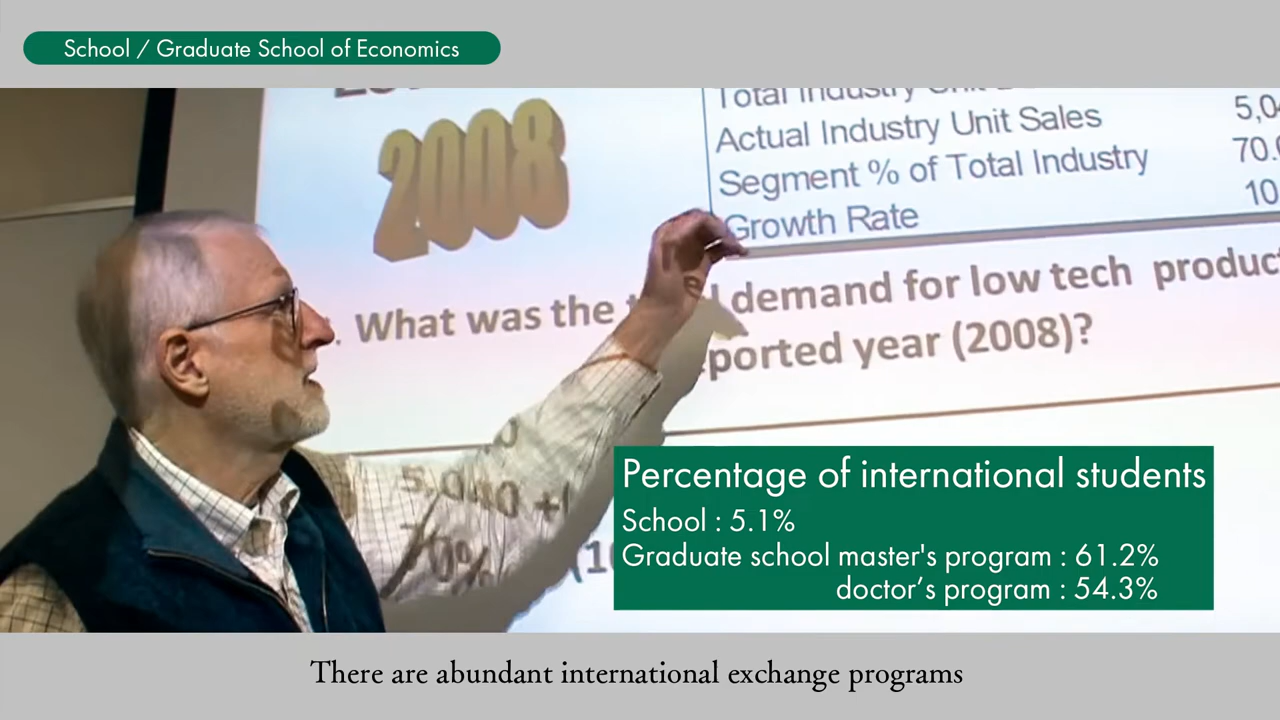 School / Graduate School of Economics
2008
Total Industry
Actual Industry Unit Sales
Segment % of Total Industry
Growth Rate
What was the demand for low tech
year (2008)?
Percentage of international students
School : 5.1%
Graduate school master's program : 61.2%
doctor’s program : 54.3%
There are abundant international exchange programs